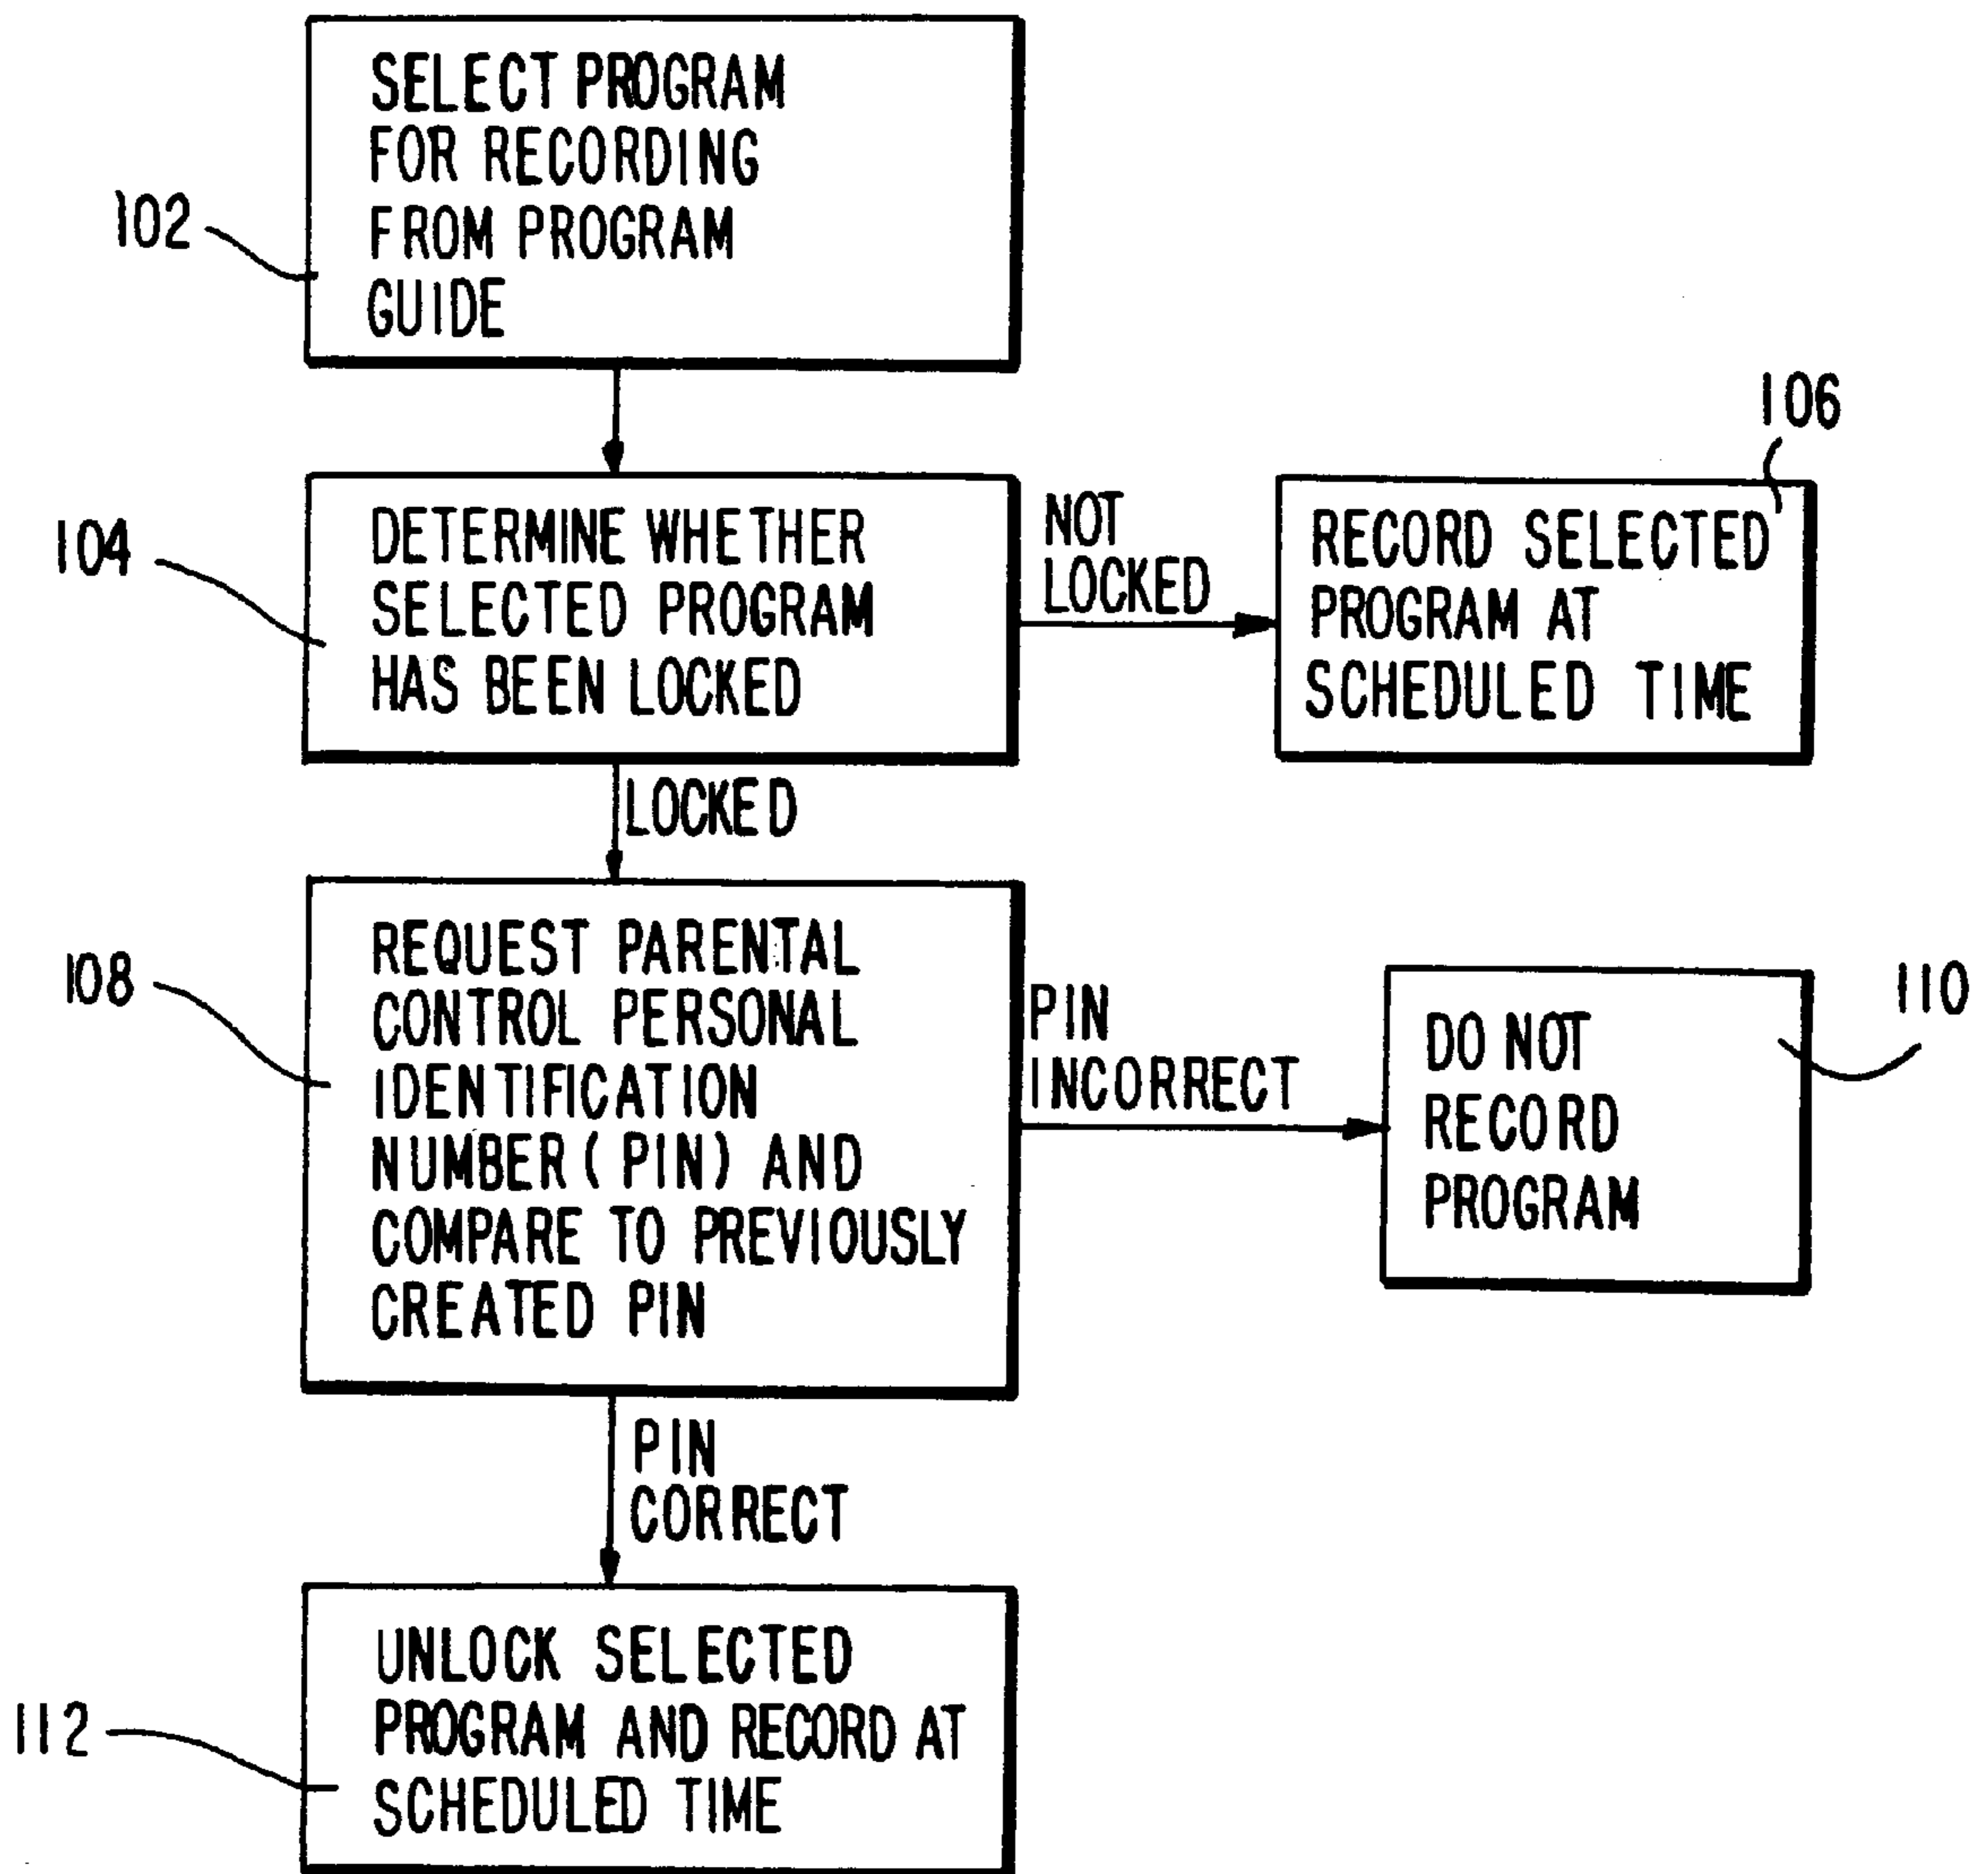 SELECT PROGRAM
FOR RECORDING
FROM PROGRAM
GUIDE
102
106
104
DETERMINE WHETHER
SELECTED PROGRAM
HAS BEEN LOCKED
NOT
LOCKED
RECORD SELECTED
PROGRAM AT
SCHEDULED TIME
LOCKED
108
REQUEST PARENTAL
CONTROL PERSONAL
IDENTIFICATION
NUMBER (PIN) AND
COMPARE TO PREVIOUSLY
CREATED PIN
PIN
INCORRECT
110
DO NOT
RECORD
PROGRAM
PIN
CORRECT
112
UNLOCK SELECTED
PROGRAM AND RECORD AT
SCHEDULED TIME